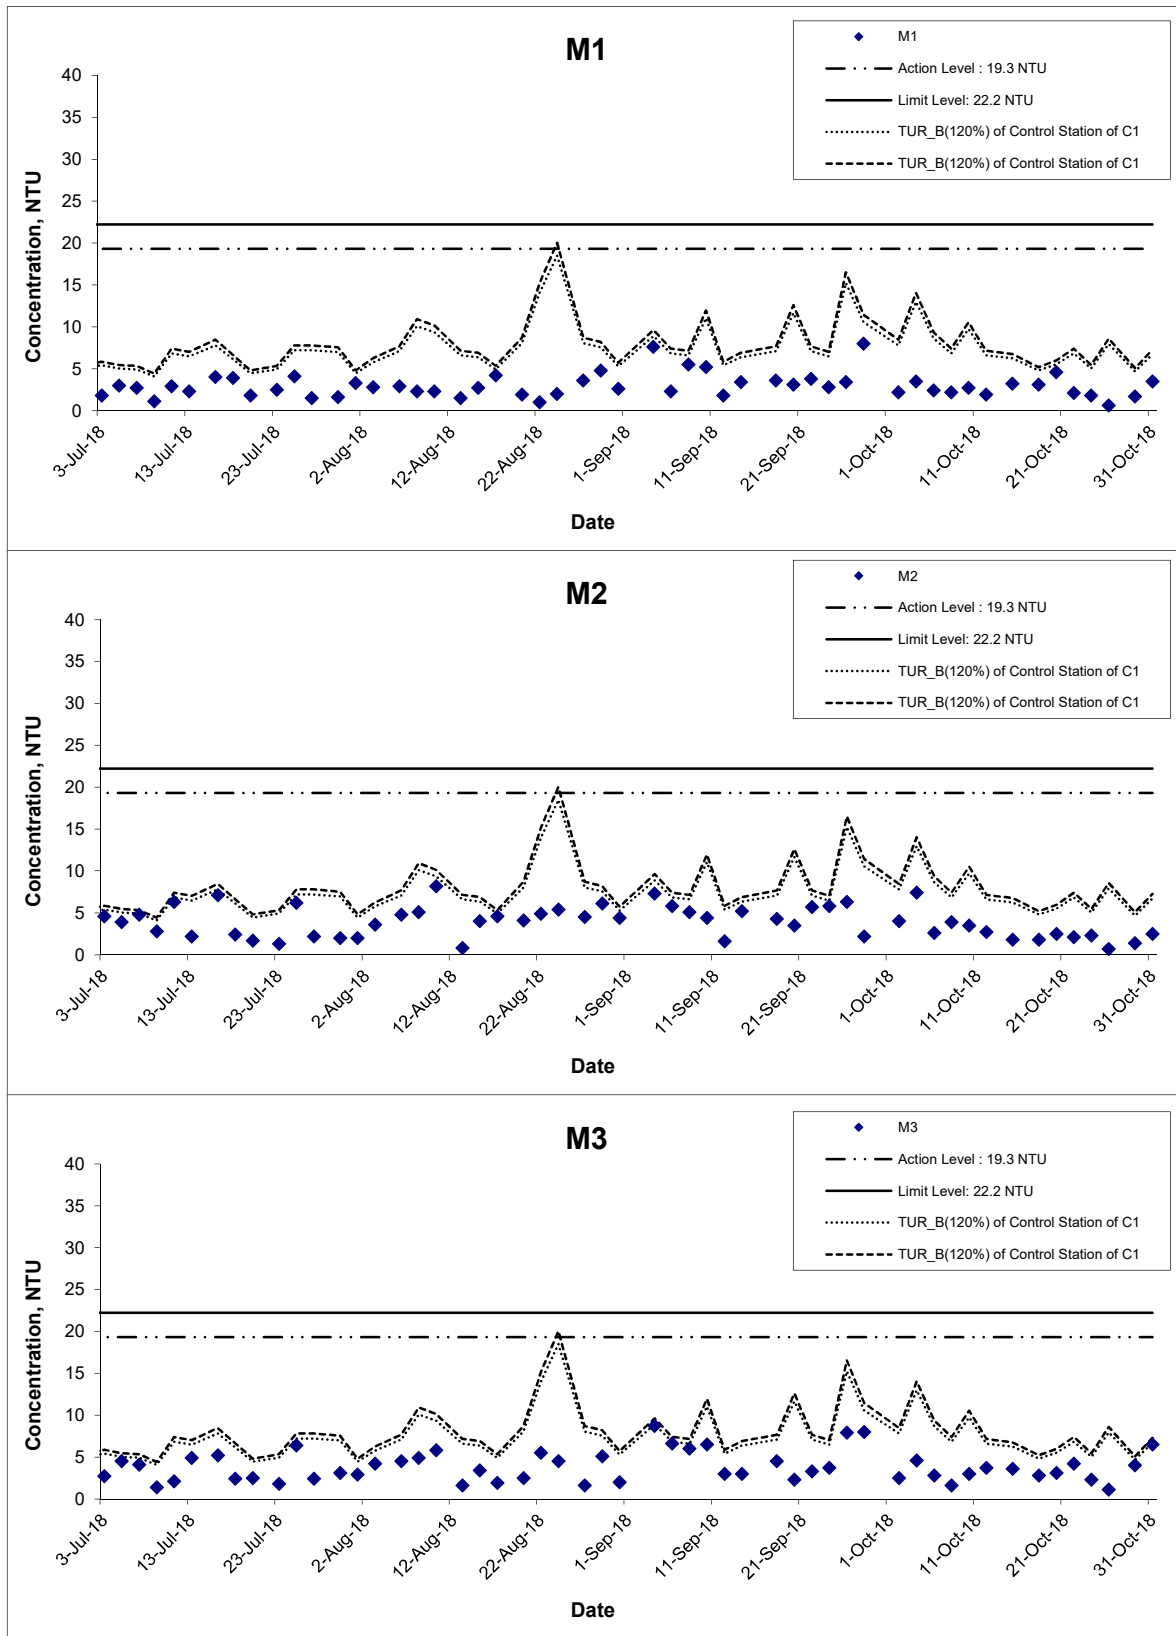 M1
M1
Action Level : 19.3 NTU
Limit Level: 22.2 NTU
TUR_B(120%) of Control Station of C1
TUR_B(120%) of Control Station of C1
Concentration, NTU
40
35
30
25
20
15
10
5
0
3-Jul-18
13-Jul-18
23-Jul-18
2-Aug-18
12-Aug-18
22-Aug-18
1-Sep-18
11-Sep-18
21-Sep-18
1-Oct-18
11-Oct-18
21-Oct-18
31-Oct-18
Date
M2
M2
Action Level : 19.3 NTU
Limit Level: 22.2 NTU
TUR_B(120%) of Control Station of C1
TUR_B(120%) of Control Station of C1
Concentration, NTU
40
35
30
25
20
15
10
5
0
3-Jul-18
13-Jul-18
23-Jul-18
2-Aug-18
12-Aug-18
22-Aug-18
1-Sep-18
11-Sep-18
21-Sep-18
1-Oct-18
11-Oct-18
21-Oct-18
31-Oct-18
Date
M3
M3
Action Level : 19.3 NTU
Limit Level: 22.2 NTU
TUR_B(120%) of Control Station of C1
TUR_B(120%) of Control Station of C1
Concentration, NTU
40
35
30
25
20
15
10
5
0
3-Jul-18
13-Jul-18
23-Jul-18
2-Aug-18
12-Aug-18
22-Aug-18
1-Sep-18
11-Sep-18
21-Sep-18
1-Oct-18
11-Oct-18
21-Oct-18
31-Oct-18
Date